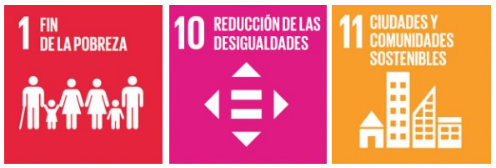 1 FIN
DE LA POBREZA
10 REDUCCIÓN DE LAS
DESIGUALDADES
11 CIUDADES Y
COMUNIDADES
SOSTENIBLES